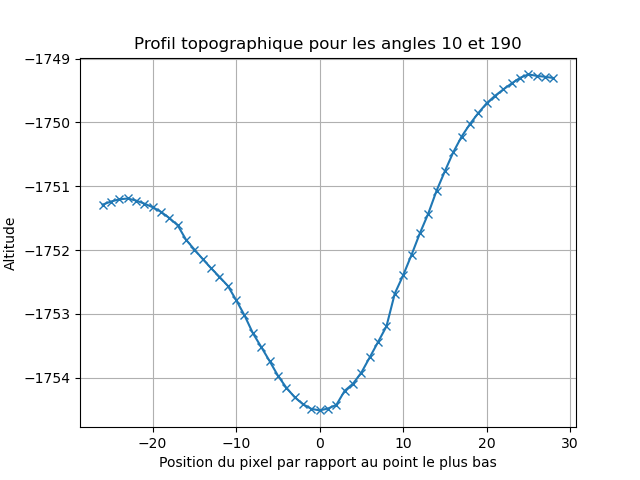 Profil topographique pour les angles 10 et 190
−1749
−1750
−1751
−1752
−1753
−1754
Altitude
−20 −10 0 10 20 30
Position du pixel par rapport au point le plus bas